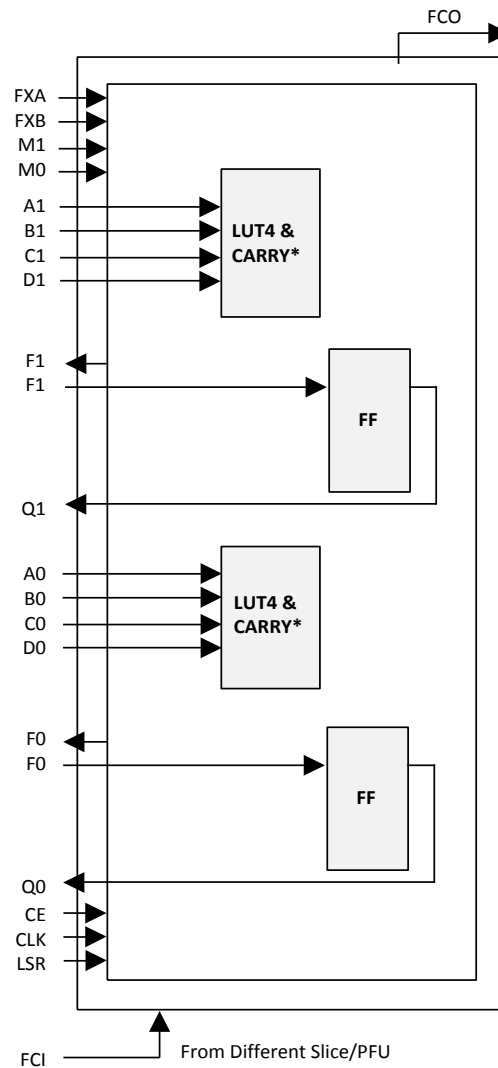 FCO
FXA
FXB
M1
M0
A1
B1
C1
D1
LUT4 &
CARRY*
F1
F1
FF
Q1
A0
B0
C0
D0
LUT4 &
CARRY*
F0
F0
FF
Q0
CE
CLK
LSR
FCI
From Different Slice/PFU